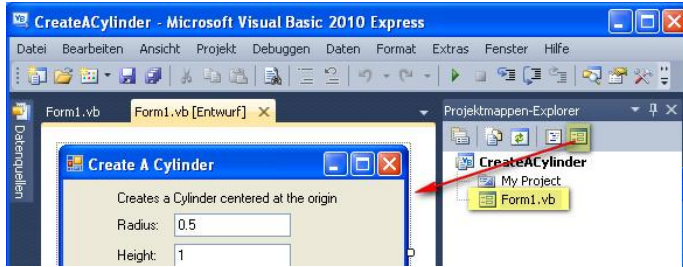 CreateACylinder - Microsoft Visual Basic 2010 Express
Datei Bearbeiten Ansicht Projekt Debuggen Daten Format Extras Fenster Hilfe
Datenquellen
Form1.vb Form1.vb [Entwurf]
Create A Cylinder
Creates a Cylinder centered at the origin
Radius: 0.5
Height: 1
Projektmappen-Explorer
CreateACylinder
My Project
Form1.vb